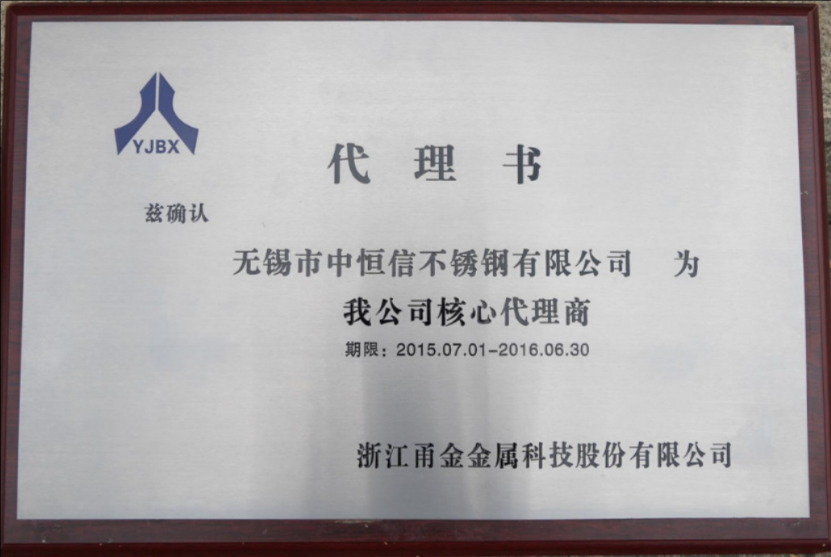 YJBX
代理书
兹确认
无锡市中恒信不锈钢有限公司 为
我公司核心代理商
期限：2015.07.01-2016.06.30
浙江甬金金属科技股份有限公司